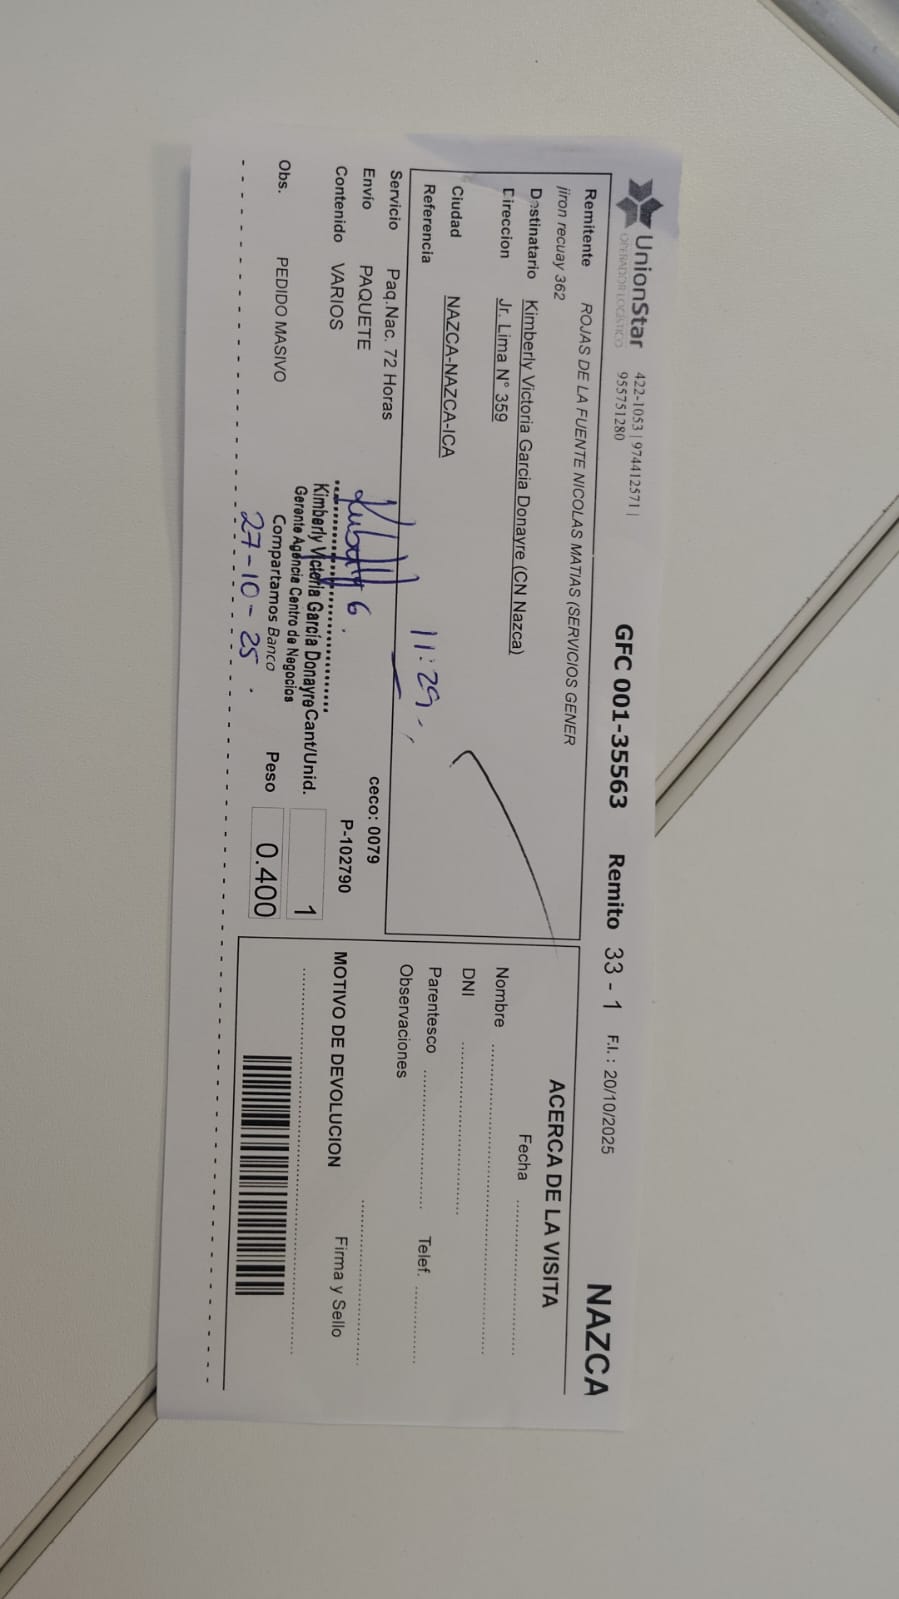 UnionStar
OPERADOR LOGÍSTICO
422-1053 | 974412571 |
955751280
GFC 001-35563
Remito 33 - 1
F.I. : 20/10/2025
NAZCA
Remitente ROJAS DE LA FUENTE NICOLAS MATIAS (SERVICIOS GENER
jiron recuay 362
Destinatario Kimberly Victoria Garcia Donayre (CN Nazca)
Direccion Jr. Lima N° 359
Ciudad NAZCA-NAZCA-ICA
Referencia
11:29
Servicio Paq.Nac. 72 Horas
Envío PAQUETE
Contenido VARIOS
ceco: 0079
P-102790
Kimberly Victoria García Donayre
Gerente Agencia Centro de Negocios
Compartamos Banco
27-10-25.
Cant/Unid. 1
Peso 0.400
Obs. PEDIDO MASIVO
ACERCA DE LA VISITA
Fecha
Nombre
DNI
Parentesco
Telef.
Observaciones
MOTIVO DE DEVOLUCION
Firma y Sello